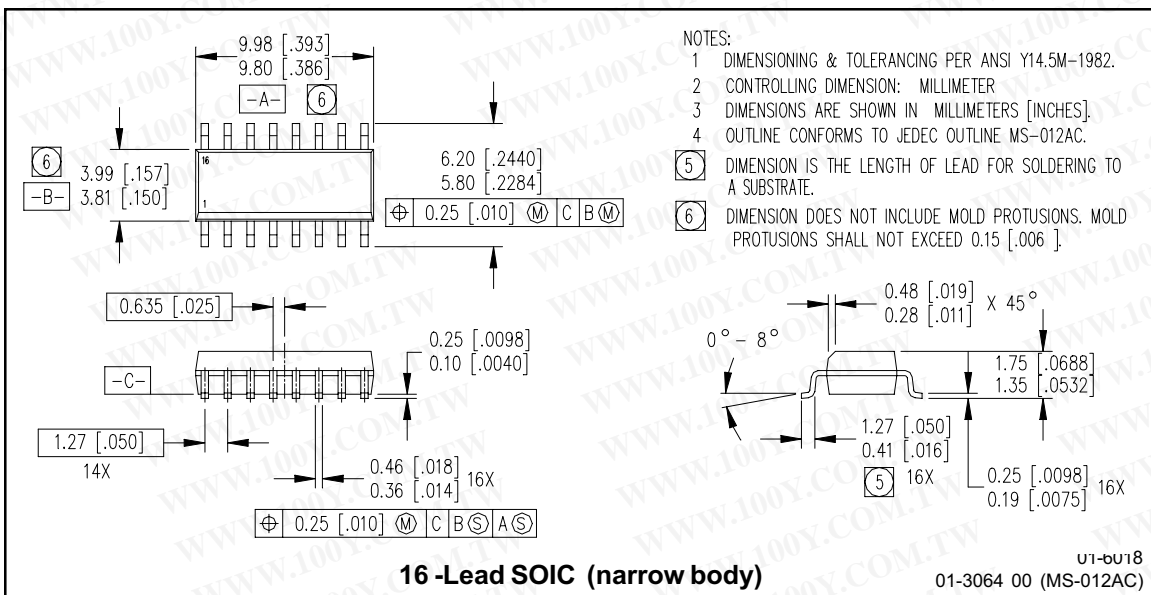 9.98 [.393]
9.80 [.386]
-A- 6
16
1
6
3.99 [.157]
3.81 [.150]
-B-
6.20 [.2440]
5.80 [.2284]
⌖ 0.25 [.010] Ⓜ C B Ⓜ
NOTES:
1 DIMENSIONING & TOLERANCING PER ANSI Y14.5M-1982.
2 CONTROLLING DIMENSION: MILLIMETER
3 DIMENSIONS ARE SHOWN IN MILLIMETERS [INCHES].
4 OUTLINE CONFORMS TO JEDEC OUTLINE MS-012AC.
5 DIMENSION IS THE LENGTH OF LEAD FOR SOLDERING TO
A SUBSTRATE.
6 DIMENSION DOES NOT INCLUDE MOLD PROTUSIONS. MOLD
PROTUSIONS SHALL NOT EXCEED 0.15 [.006 ].
0.635 [.025]
0.25 [.0098]
0.10 [.0040]
-C-
1.27 [.050]
14X
0.46 [.018]
0.36 [.014]
16X
⌖ 0.25 [.010] Ⓜ C B Ⓢ A Ⓢ
0.48 [.019]
0.28 [.011]
X 45°
0° - 8°
1.75 [.0688]
1.35 [.0532]
1.27 [.050]
0.41 [.016]
5 16X
0.25 [.0098]
0.19 [.0075]
16X
16 -Lead SOIC (narrow body)
01-6018
01-3064 00 (MS-012AC)
WWW.100Y.COM.TW